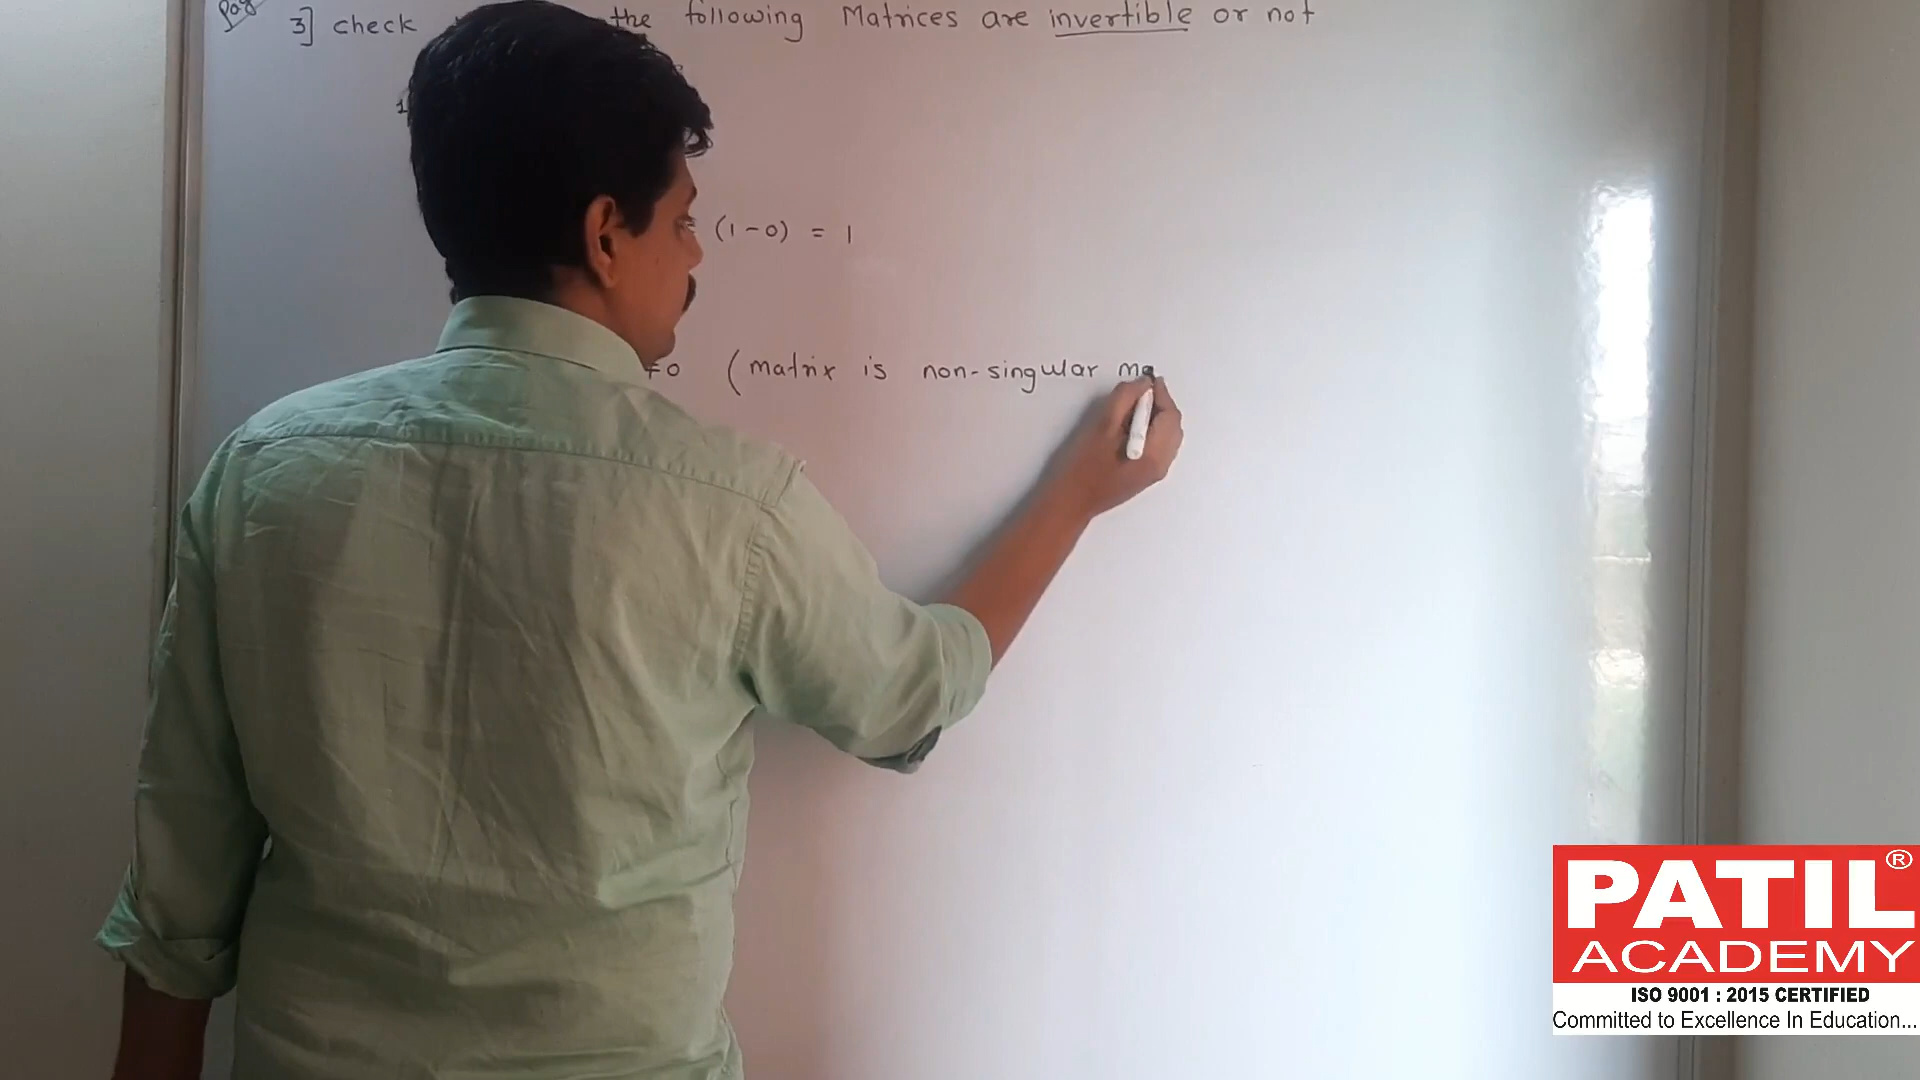 3] check the following Matrices are invertible or not
1
(1-0) = 1
≠0 (matrix is non-singular ma
PATIL®
ACADEMY
ISO 9001 : 2015 CERTIFIED
Committed to Excellence In Education...